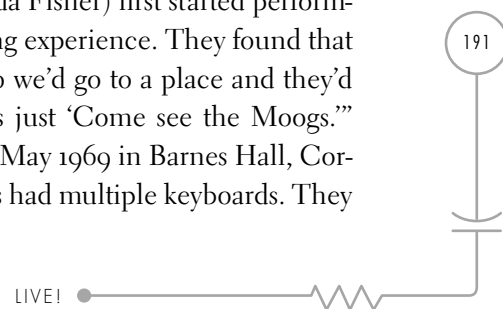 da Fisher) first started perform-
ng experience. They found that
o we’d go to a place and they’d
s just ‘Come see the Moogs.’”
May 1969 in Barnes Hall, Cor-
s had multiple keyboards. They
191
LIVE!